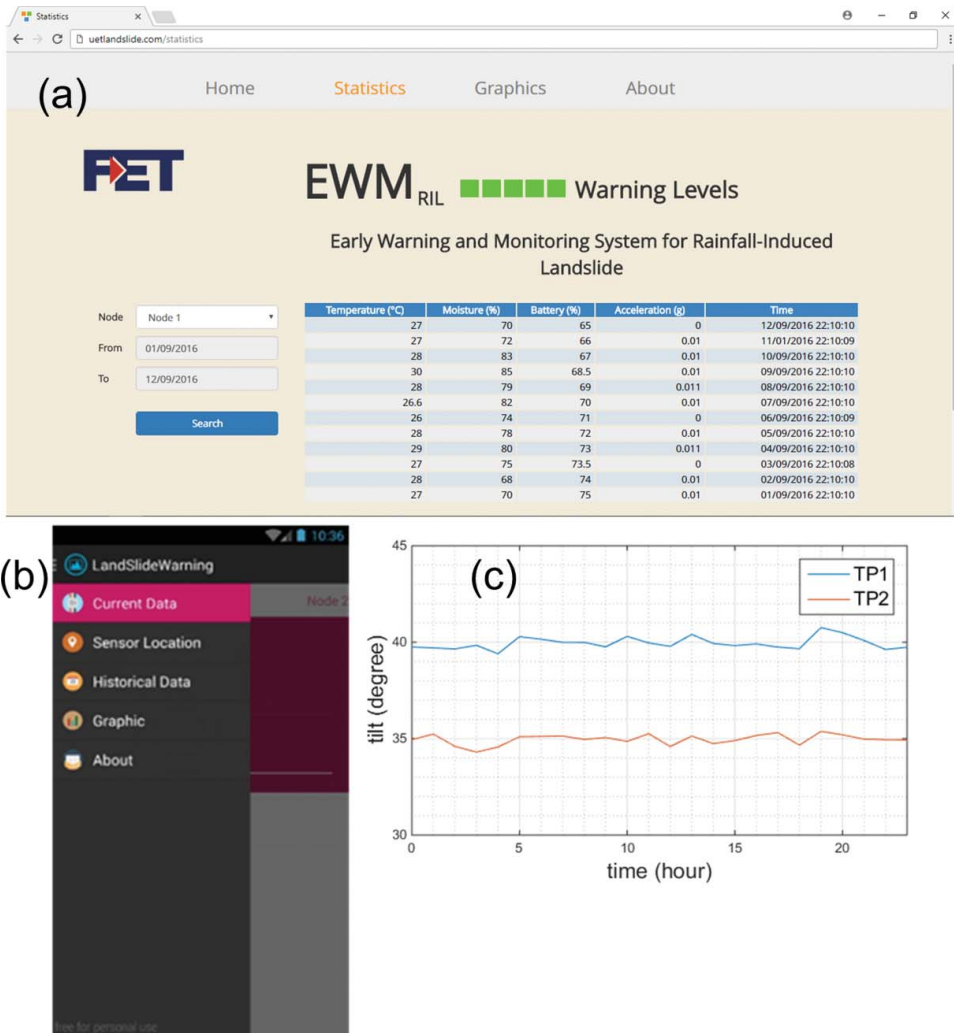 Statistics
uetlandslide.com/statistics
(a)
Home Statistics Graphics About
FET
EWM RIL Warning Levels
Early Warning and Monitoring System for Rainfall-Induced
Landslide
Node Node 1
From 01/09/2016
To 12/09/2016
Search
Temperature (°C) Moisture (%) Battery (%) Acceleration (g) Time
27 70 65 0 12/09/2016 22:10:10
27 72 66 0.01 11/01/2016 22:10:09
28 83 67 0.01 10/09/2016 22:10:10
30 85 68.5 0.01 09/09/2016 22:10:10
28 79 69 0.011 08/09/2016 22:10:10
26.6 82 70 0.01 07/09/2016 22:10:10
26 74 71 0 06/09/2016 22:10:09
28 78 72 0.01 05/09/2016 22:10:10
29 80 73 0.011 04/09/2016 22:10:10
27 75 73.5 0 03/09/2016 22:10:08
28 68 74 0.01 02/09/2016 22:10:10
27 70 75 0.01 01/09/2016 22:10:10
(b)
10:36
LandSlideWarning
Current Data
Node 2
Sensor Location
Historical Data
Graphic
About
free for personal use
(c)
TP1
TP2
45
40
35
30
tilt (degree)
0 5 10 15 20
time (hour)